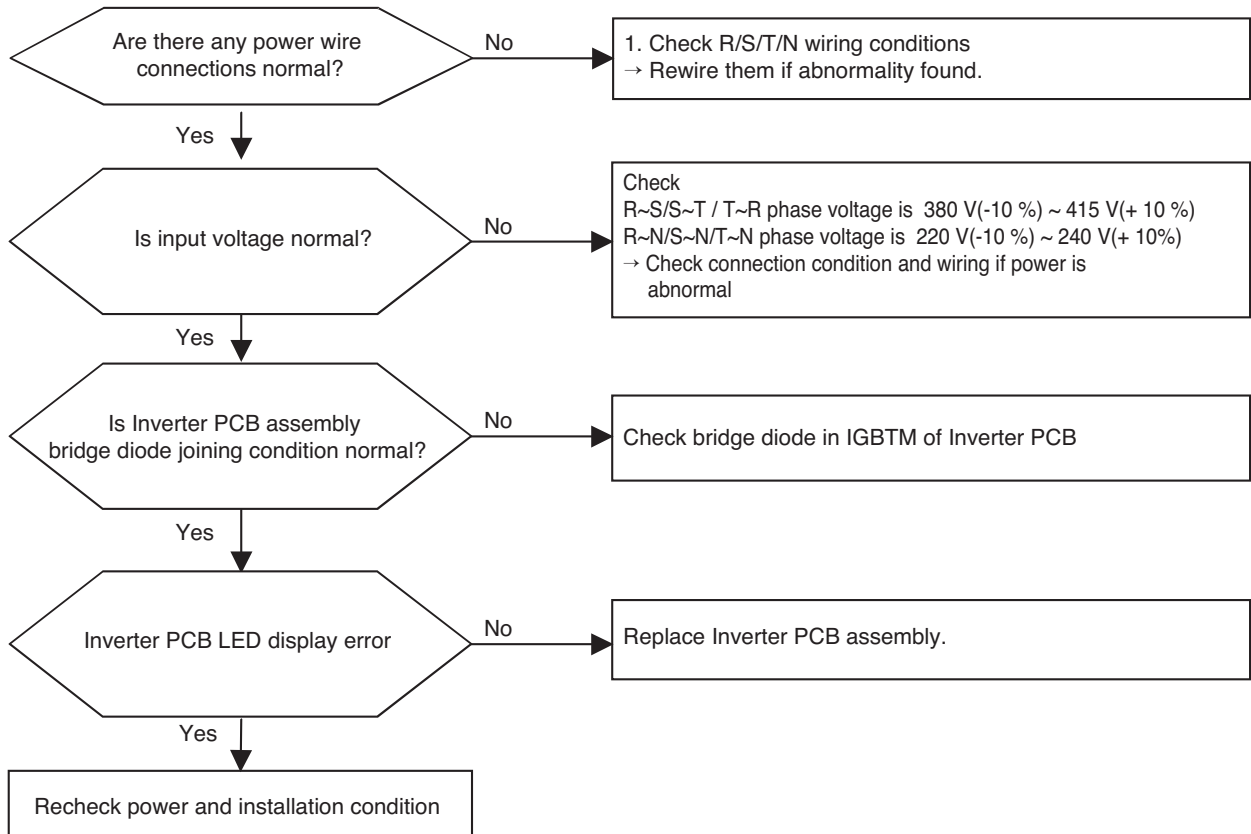 Are there any power wire
connections normal?
No
1. Check R/S/T/N wiring conditions
→ Rewire them if abnormality found.
Yes
Is input voltage normal?
No
Check
R~S/S~T / T~R phase voltage is 380 V(-10 %) ~ 415 V(+ 10 %)
R~N/S~N/T~N phase voltage is 220 V(-10 %) ~ 240 V(+ 10%)
→ Check connection condition and wiring if power is
abnormal
Yes
Is Inverter PCB assembly
bridge diode joining condition normal?
No
Check bridge diode in IGBTM of Inverter PCB
Yes
Inverter PCB LED display error
No
Replace Inverter PCB assembly.
Yes
Recheck power and installation condition